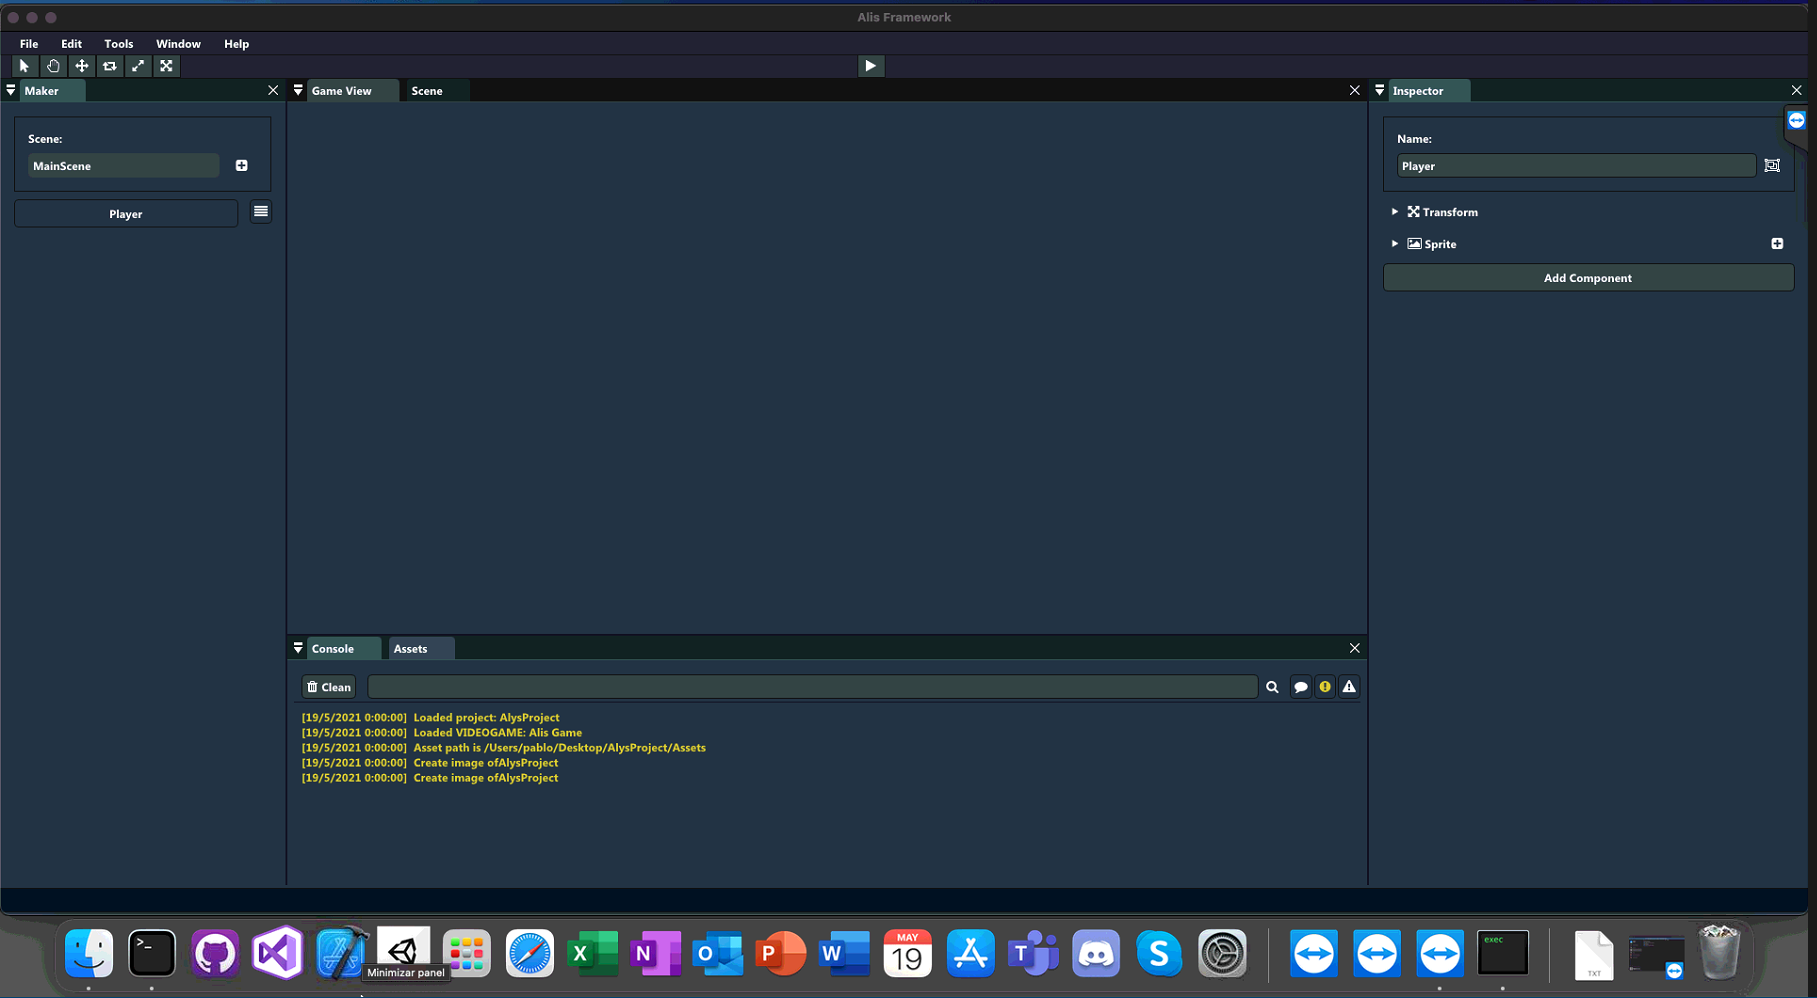 Alis Framework
File Edit Tools Window Help
Maker
Game View Scene
Inspector
Scene:
MainScene
Player
Name:
Player
Transform
Sprite
Add Component
Console Assets
Clean
[19/5/2021 0:00:00] Loaded project: AlysProject
[19/5/2021 0:00:00] Loaded VIDEOGAME: Alis Game
[19/5/2021 0:00:00] Asset path is /Users/pablo/Desktop/AlysProject/Assets
[19/5/2021 0:00:00] Create image ofAlysProject
[19/5/2021 0:00:00] Create image ofAlysProject
Minimizar panel
MAY
19
exec
TXT